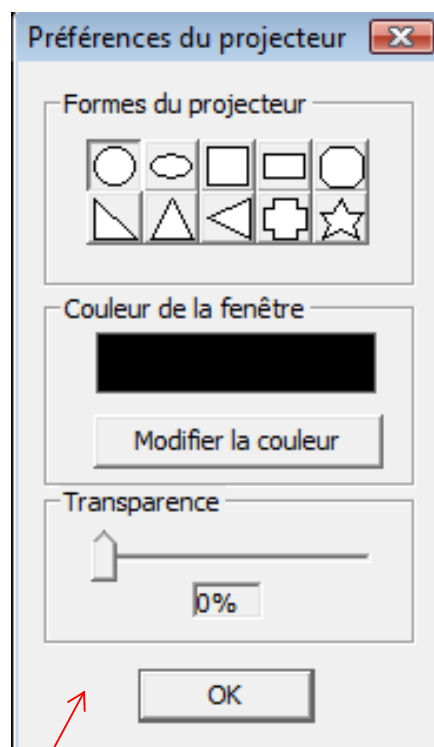 Préférences du projecteur
Formes du projecteur
Couleur de la fenêtre
Modifier la couleur
Transparence
0%
OK